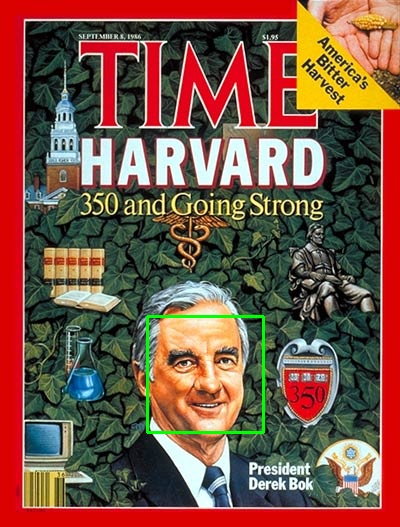 SEPTEMBER 8, 1986
$1.95
America's
Bitter
Harvest
TIME
HARVARD
350 and Going Strong
350
President
Derek Bok